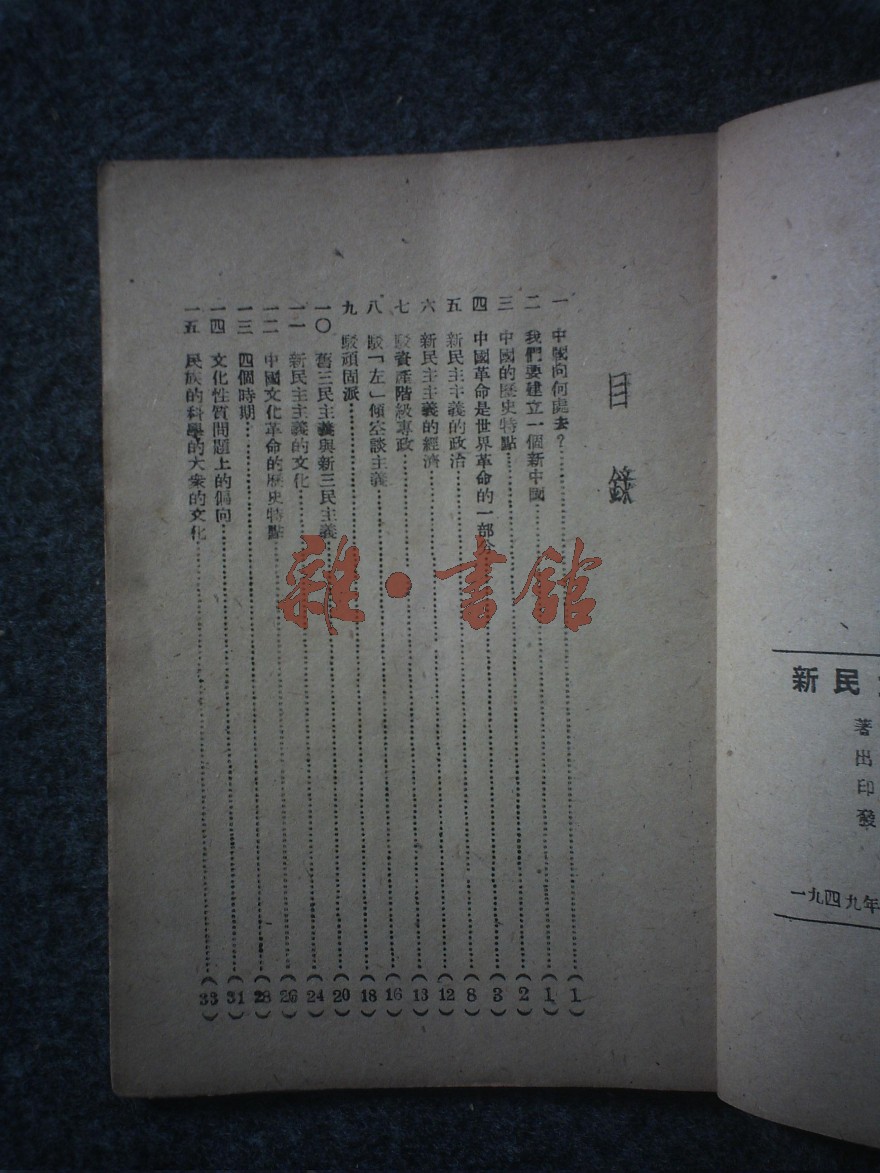 目錄
一 中國向何處去？(1)
二 我們要建立一個新中國(1)
三 中國的歷史特點(2)
四 中國革命是世界革命的一部份(3)
五 新民主主義的政治(8)
六 新民主主義的經濟(12)
七 駁資產階級專政(13)
八 駁「左」傾空談主義(16)
九 駁頑固派(18)
一〇 舊三民主義與新三民主義(20)
一一 新民主主義的文化(24)
一二 中國文化革命的歷史特點(26)
一三 四個時期(28)
一四 文化性質問題上的偏向(31)
一五 民族的科學的大衆的文化(33)
雜·書館
新民
著
出
印
發
一九四九年